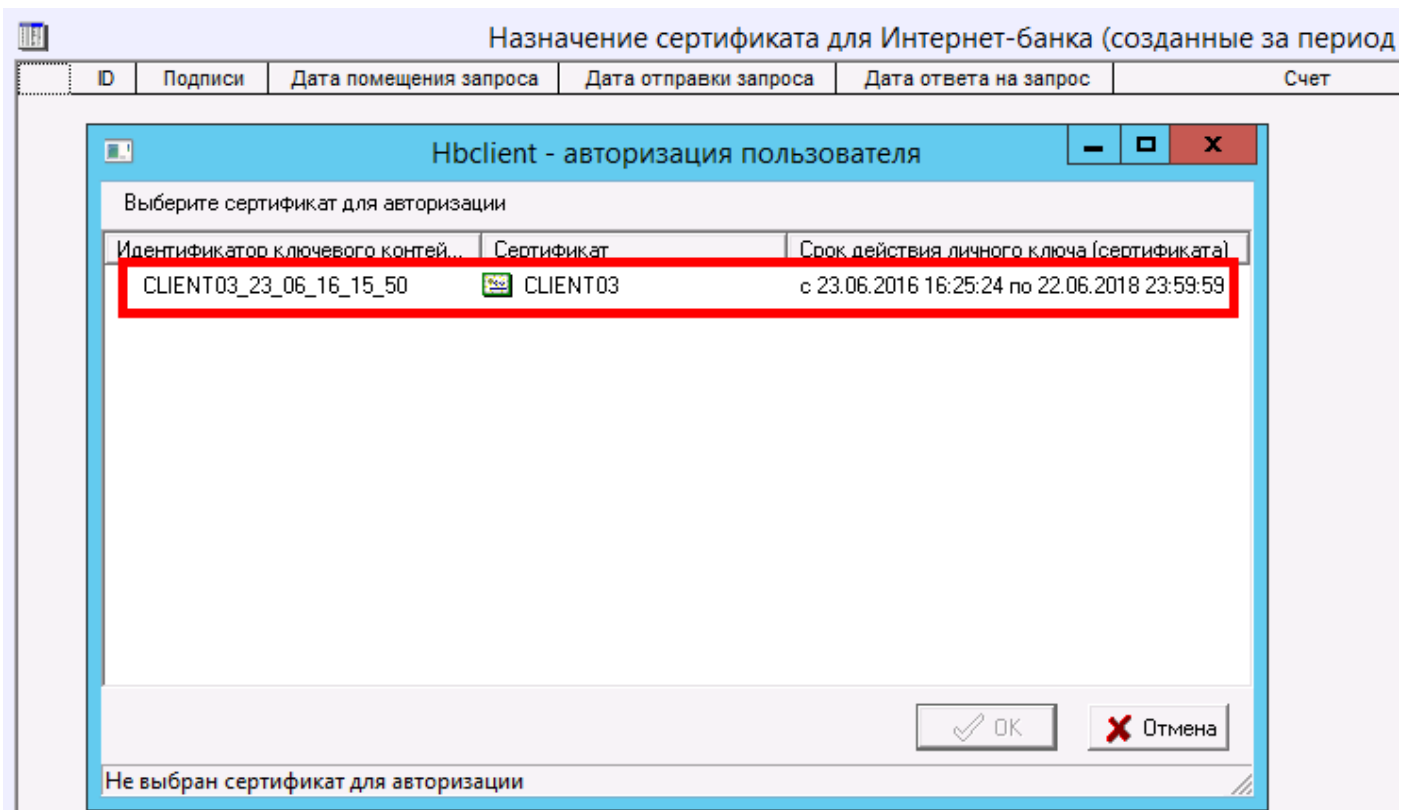 Назначение сертификата для Интернет-банка (созданные за период
ID Подписи Дата помещения запроса Дата отправки запроса Дата ответа на запрос Счет
Hbclient - авторизация пользователя
Выберите сертификат для авторизации
Идентификатор ключевого контей... Сертификат Срок действия личного ключа (сертификата)
CLIENT03_23_06_16_15_50 CLIENT03 с 23.06.2016 16:25:24 по 22.06.2018 23:59:59
OK Отмена
Не выбран сертификат для авторизации